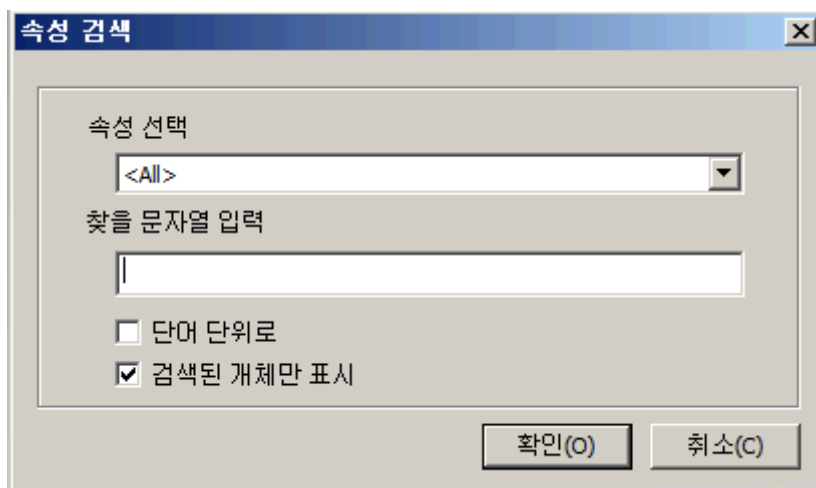 속성 검색
속성 선택
<All>
찾을 문자열 입력
단어 단위로
검색된 개체만 표시
확인(O) 취소(C)